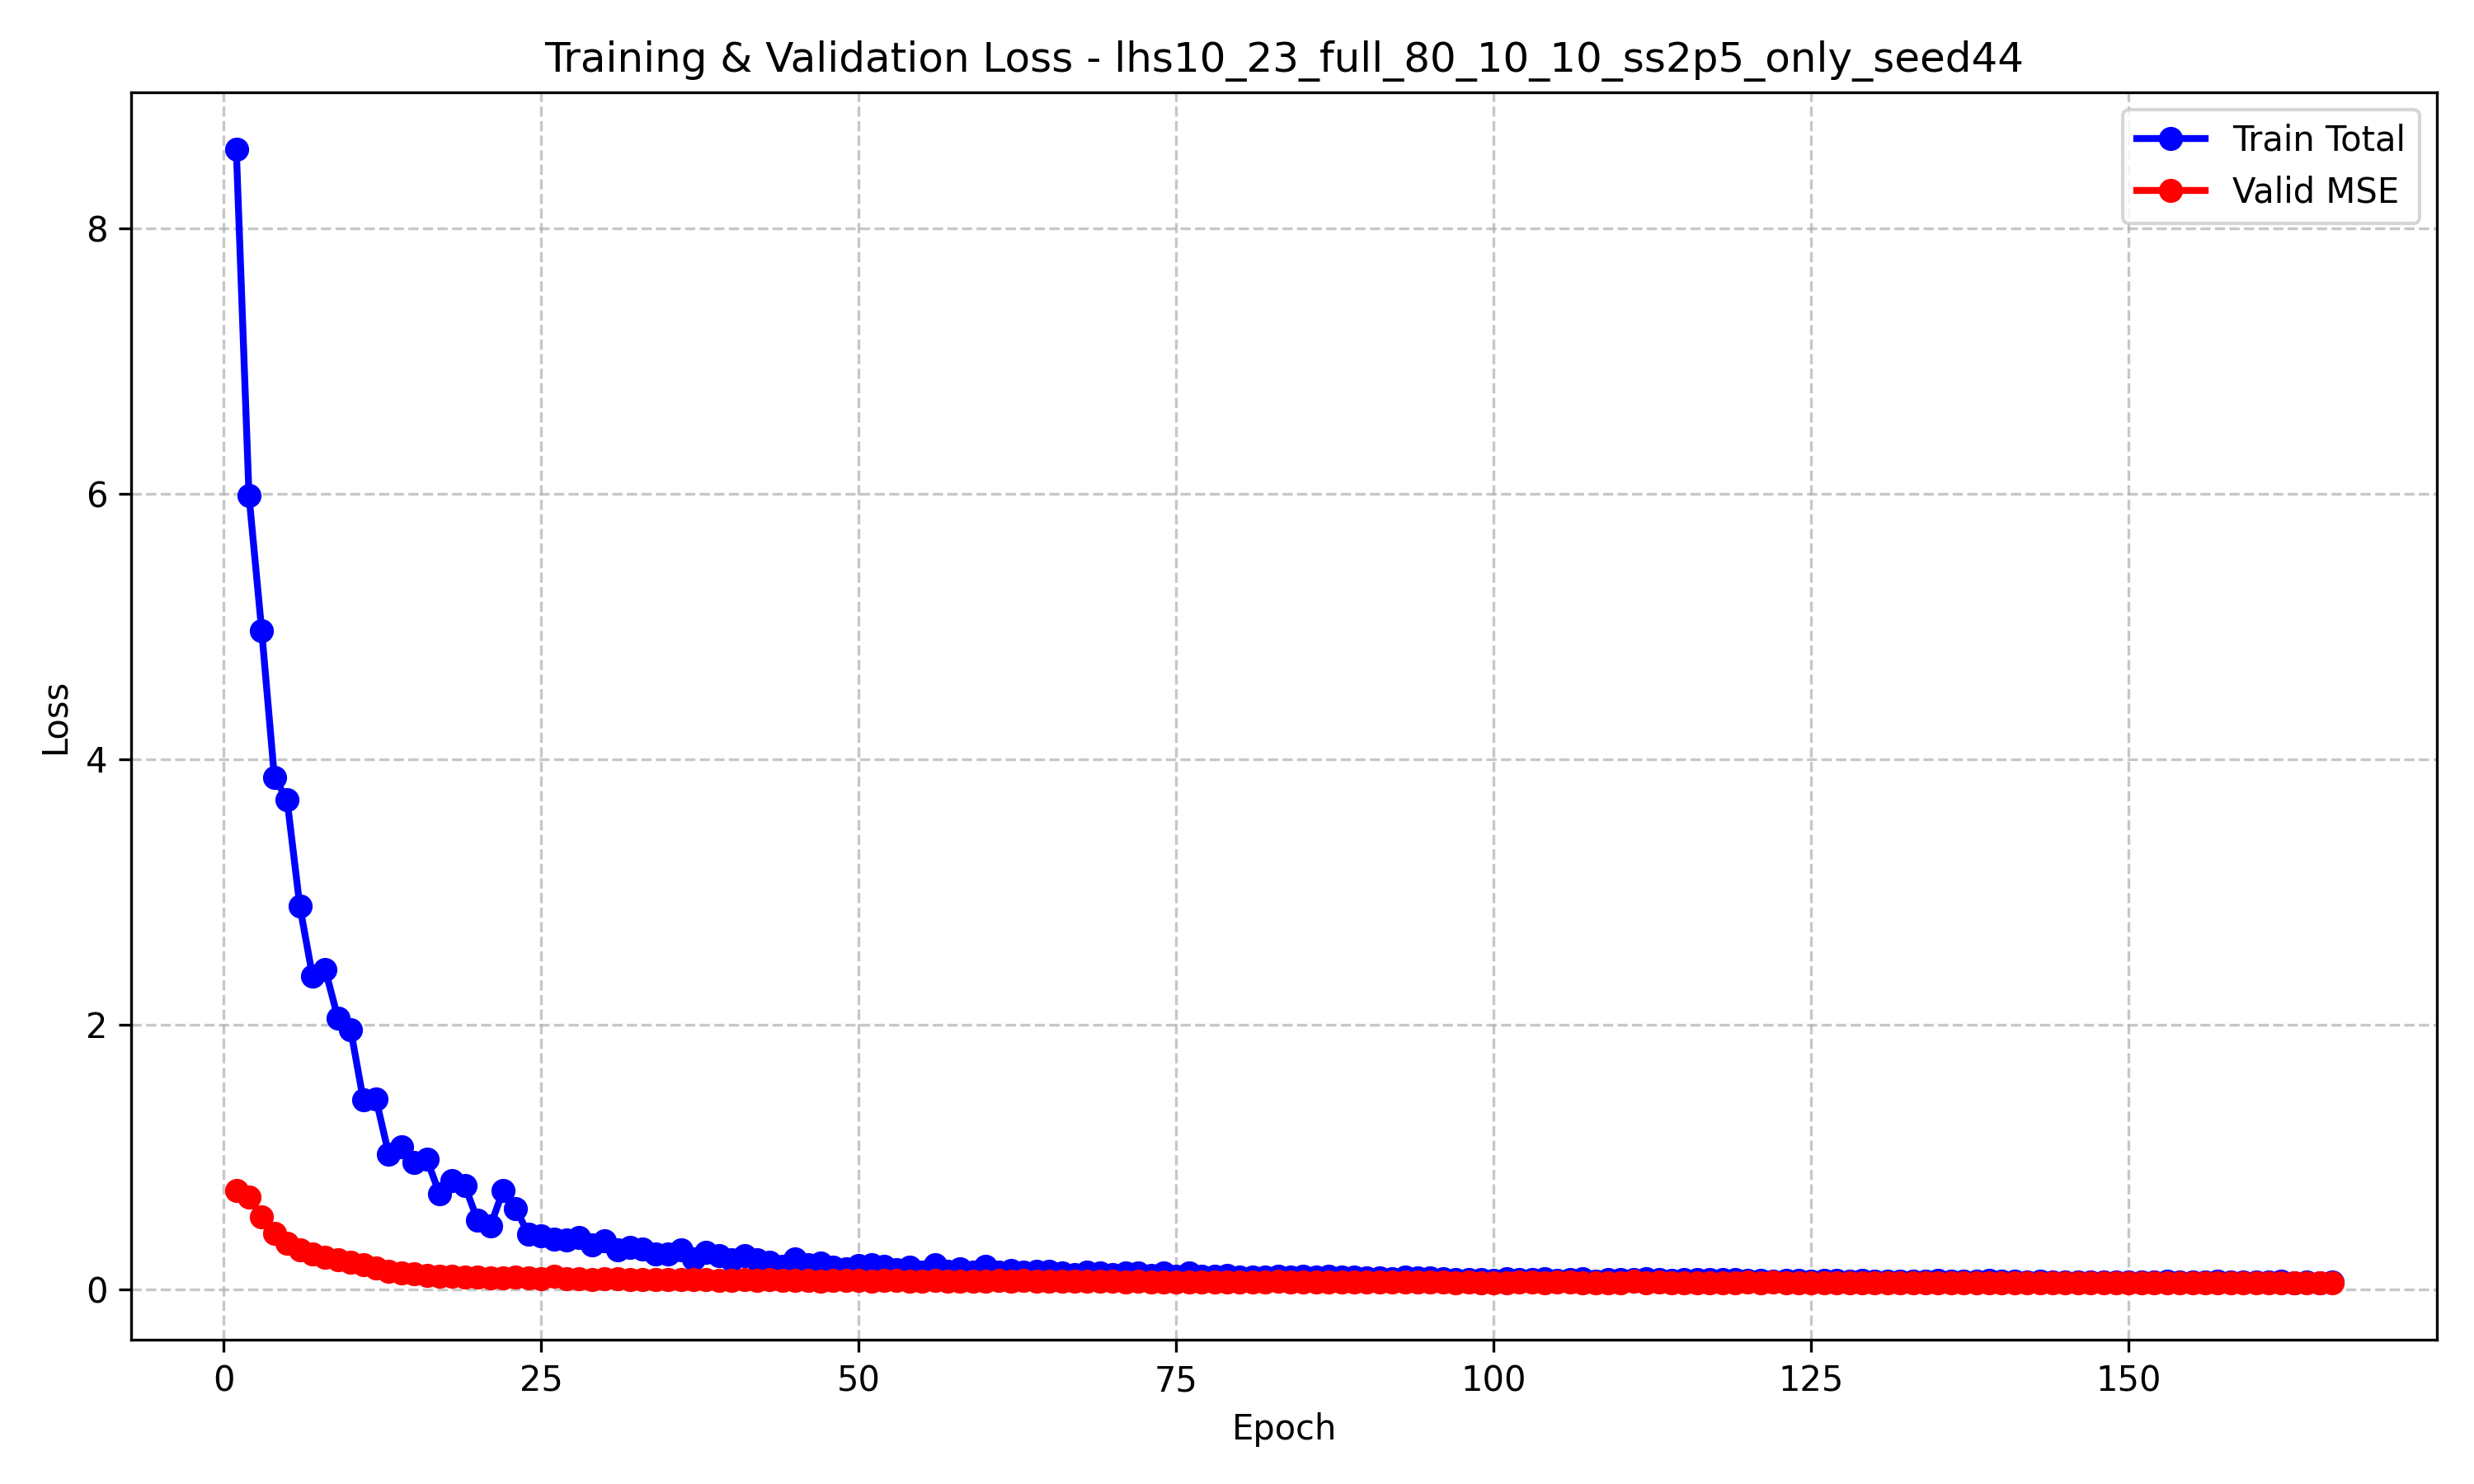 Training & Validation Loss - lhs10_23_full_80_10_10_ss2p5_only_seed44
Train Total
Valid MSE
Loss
8
6
4
2
0
0 25 50 75 100 125 150
Epoch